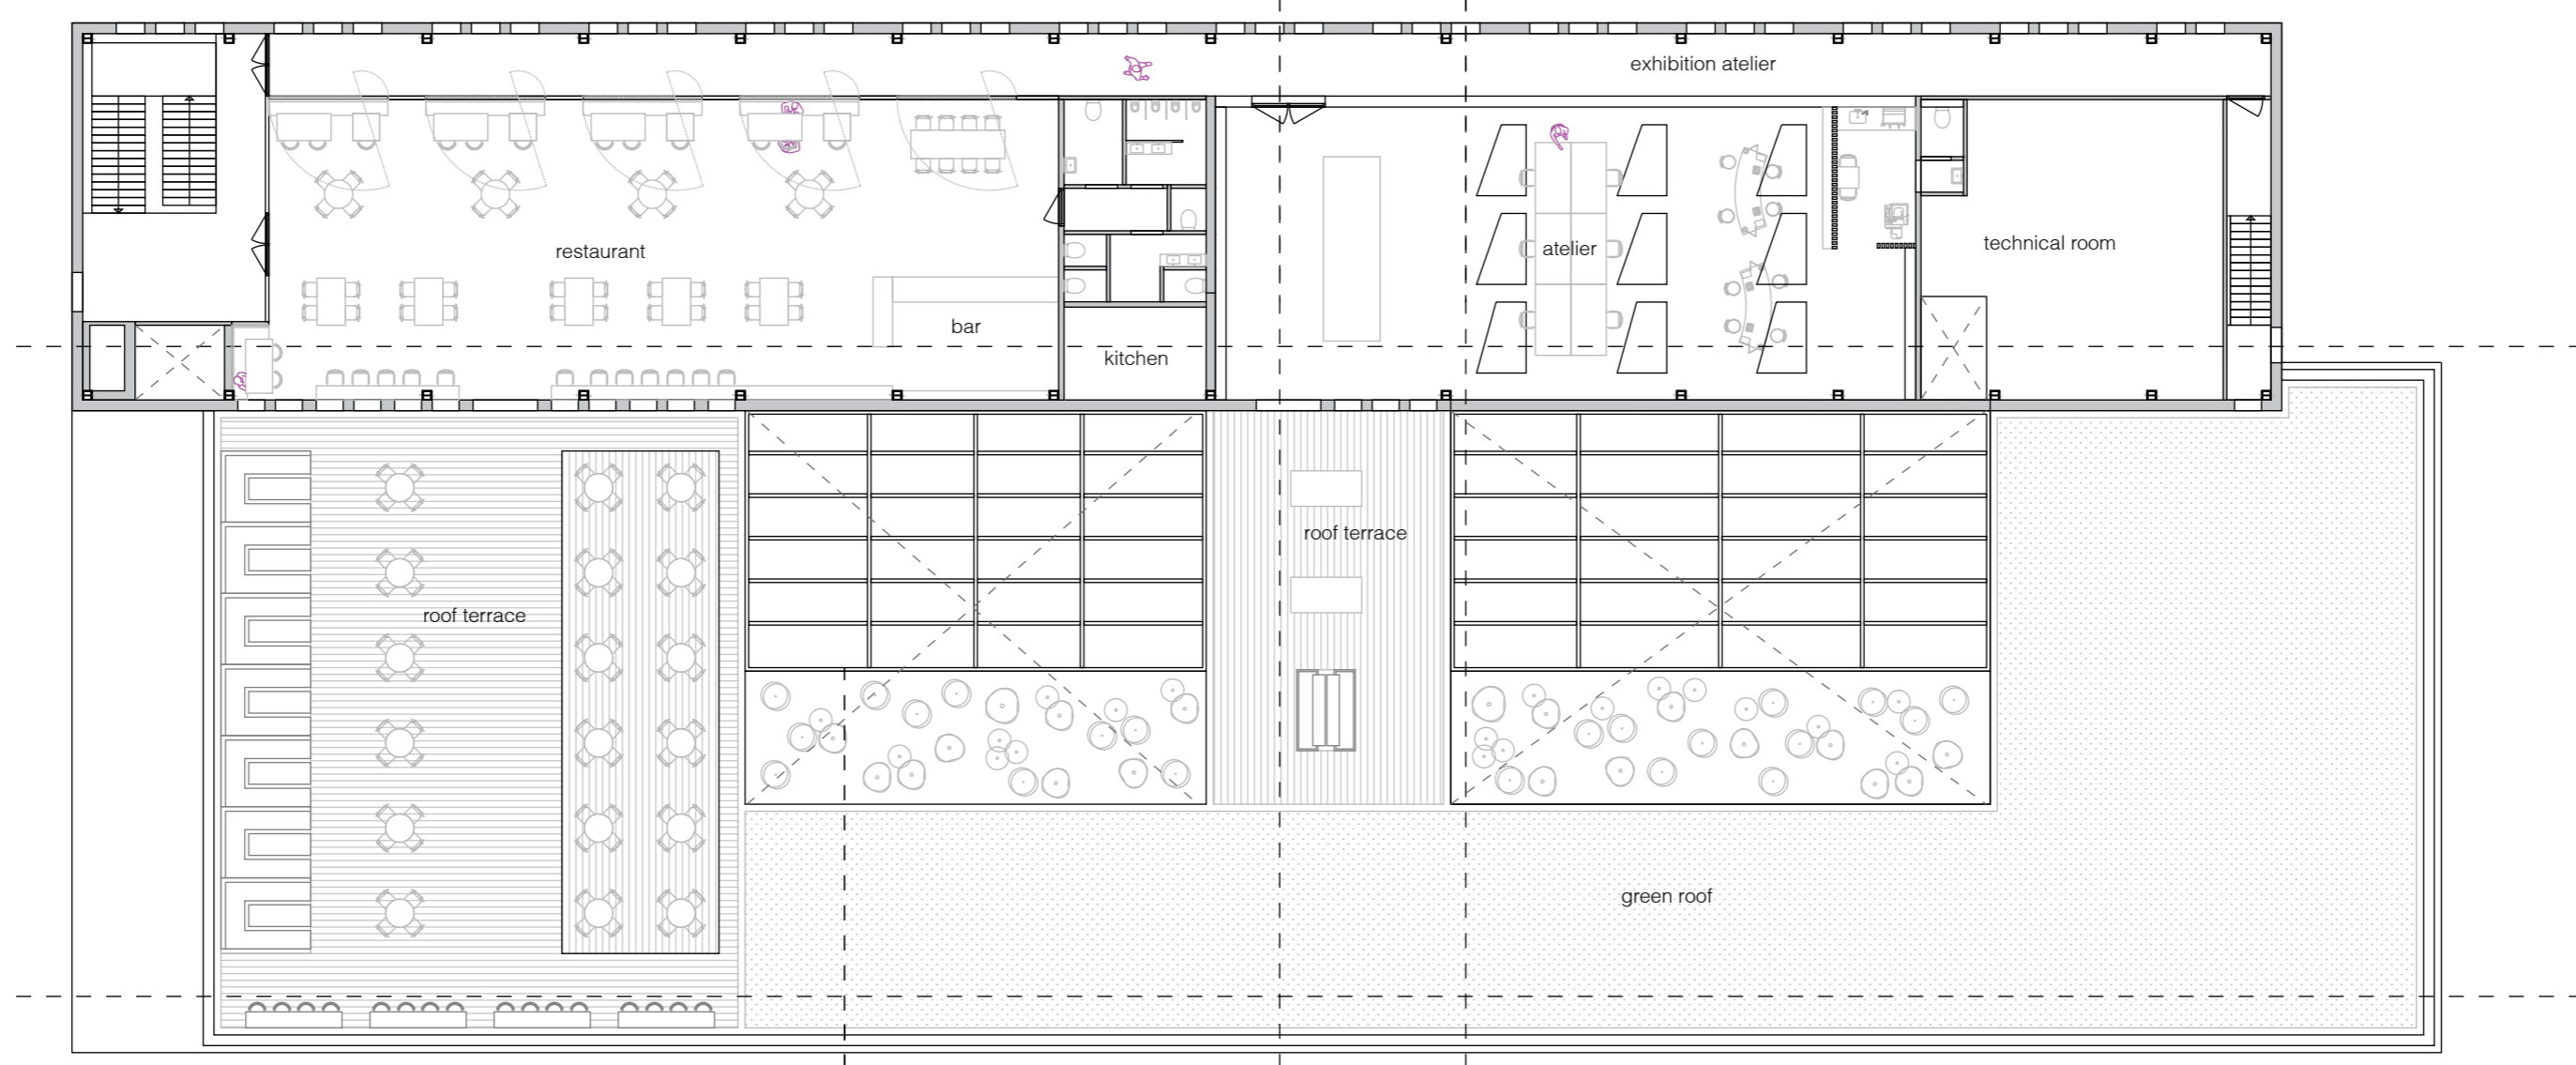 exhibition atelier
restaurant
atelier
technical room
bar
kitchen
roof terrace
roof terrace
green roof